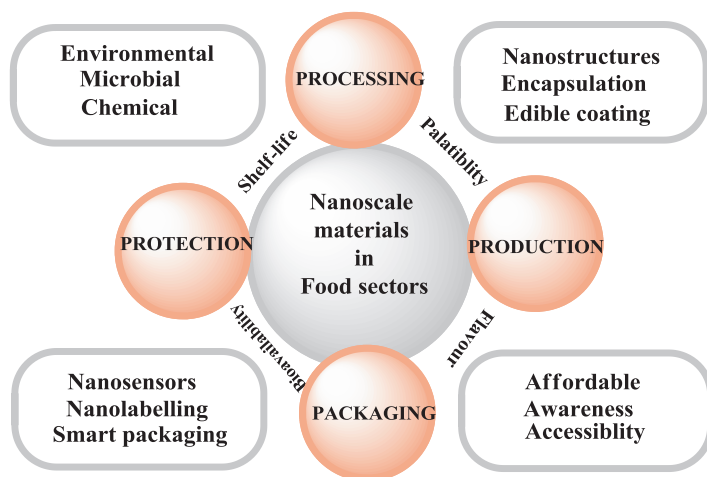 Environmental
Microbial
Chemical
PROCESSING
Nanostructures
Encapsulation
Edible coating
Shelf-life
Palatiblity
PROTECTION
Nanoscale
materials
in
Food sectors
PRODUCTION
Bioavailability
Flavour
Nanosensors
Nanolabelling
Smart packaging
PACKAGING
Affordable
Awareness
Accessiblity